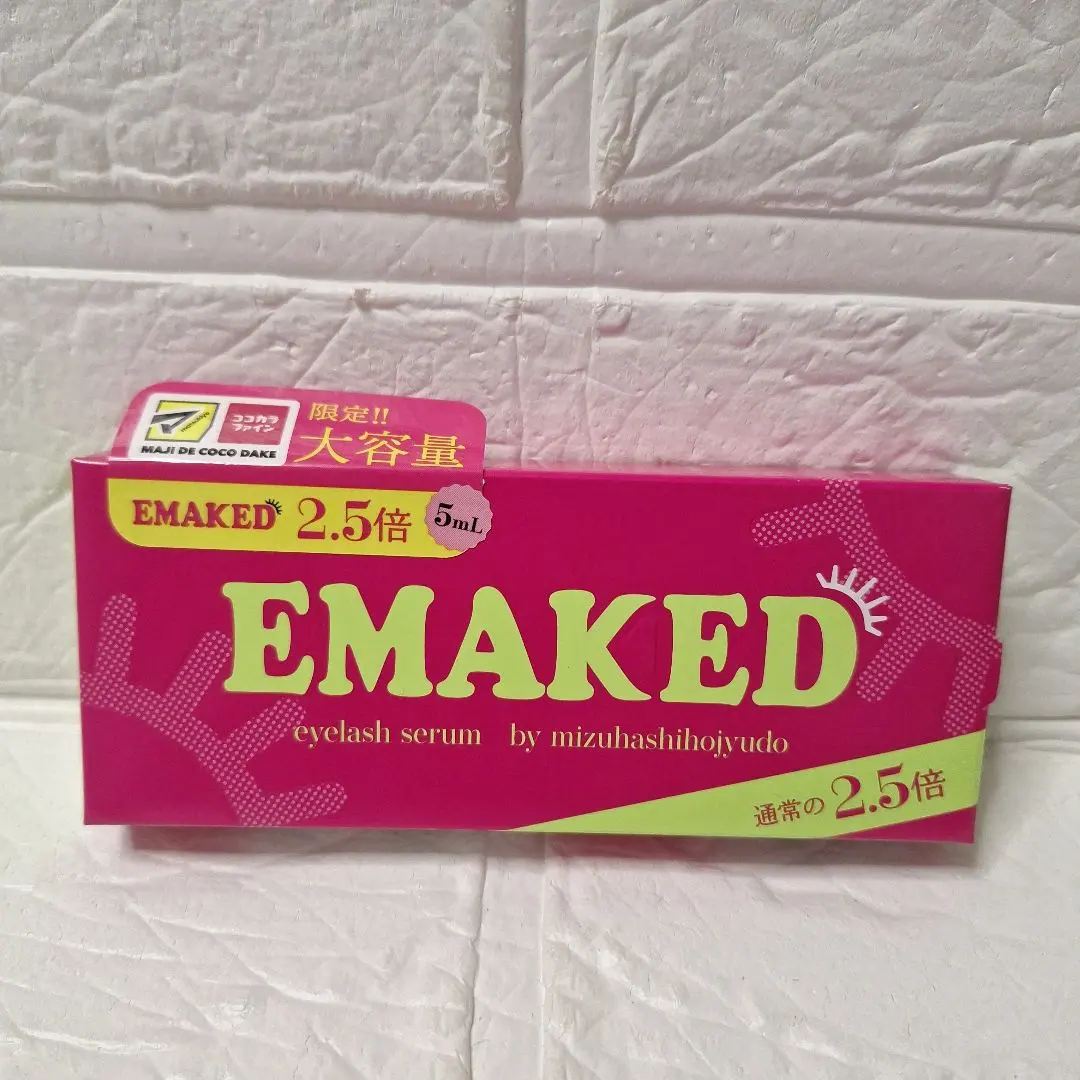 matsukiyo
ココカラ
ファイン
MAJi DE COCO DAKE
限定!!
大容量
EMAKED 2.5倍 5mL
EMAKED
eyelash serum by mizuhashihojyudo
通常の 2.5倍